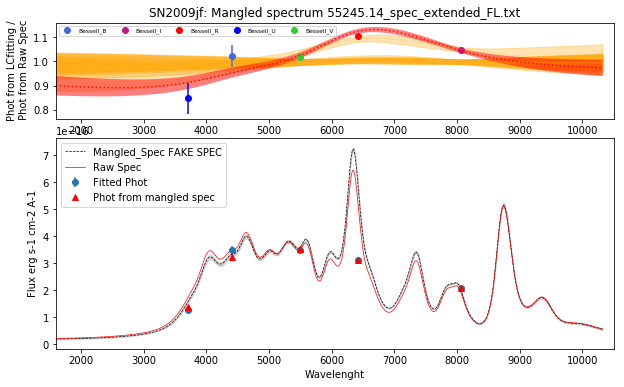 SN2009jf: Mangled spectrum 55245.14_spec_extended_FL.txt
Phot from LCfitting /
Phot from Raw Spec
Bessell_B
Bessell_I
Bessell_R
Bessell_U
Bessell_V
1.1
1.0
0.9
0.8
2000 3000 4000 5000 6000 7000 8000 9000 10000
Flux erg s-1 cm-2 A-1
Mangled_Spec FAKE SPEC
Raw Spec
Fitted Phot
Phot from mangled spec
7
6
5
4
3
2
1
0
2000 3000 4000 5000 6000 7000 8000 9000 10000
Wavelenght